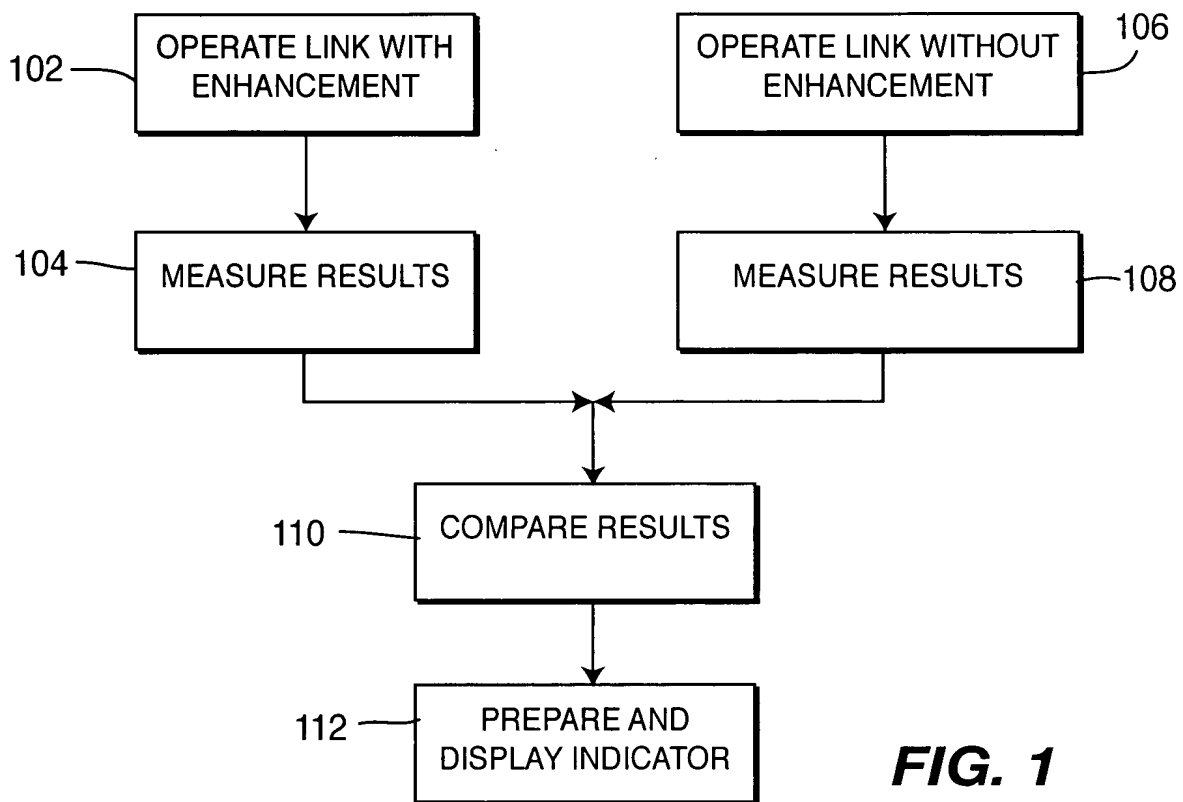 OPERATE LINK WITH
ENHANCEMENT
102
OPERATE LINK WITHOUT
ENHANCEMENT
106
104
MEASURE RESULTS
MEASURE RESULTS
108
110
COMPARE RESULTS
112
PREPARE AND
DISPLAY INDICATOR
FIG. 1